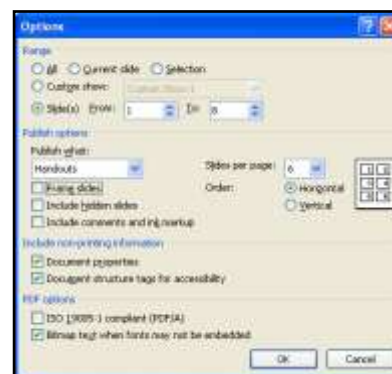 Options
Range
All Current slide Selection
Custom show: Custom Show 1
Slide(s) From: 1 To: 8
Publish options
Publish what:
Handouts Slides per page: 6
Frame slides Order: Horizontal
Include hidden slides Vertical
Include comments and ink markup
Include non-printing information
Document properties
Document structure tags for accessibility
PDF options
ISO 19005-1 compliant (PDF/A)
Bitmap text when fonts may not be embedded
OK Cancel